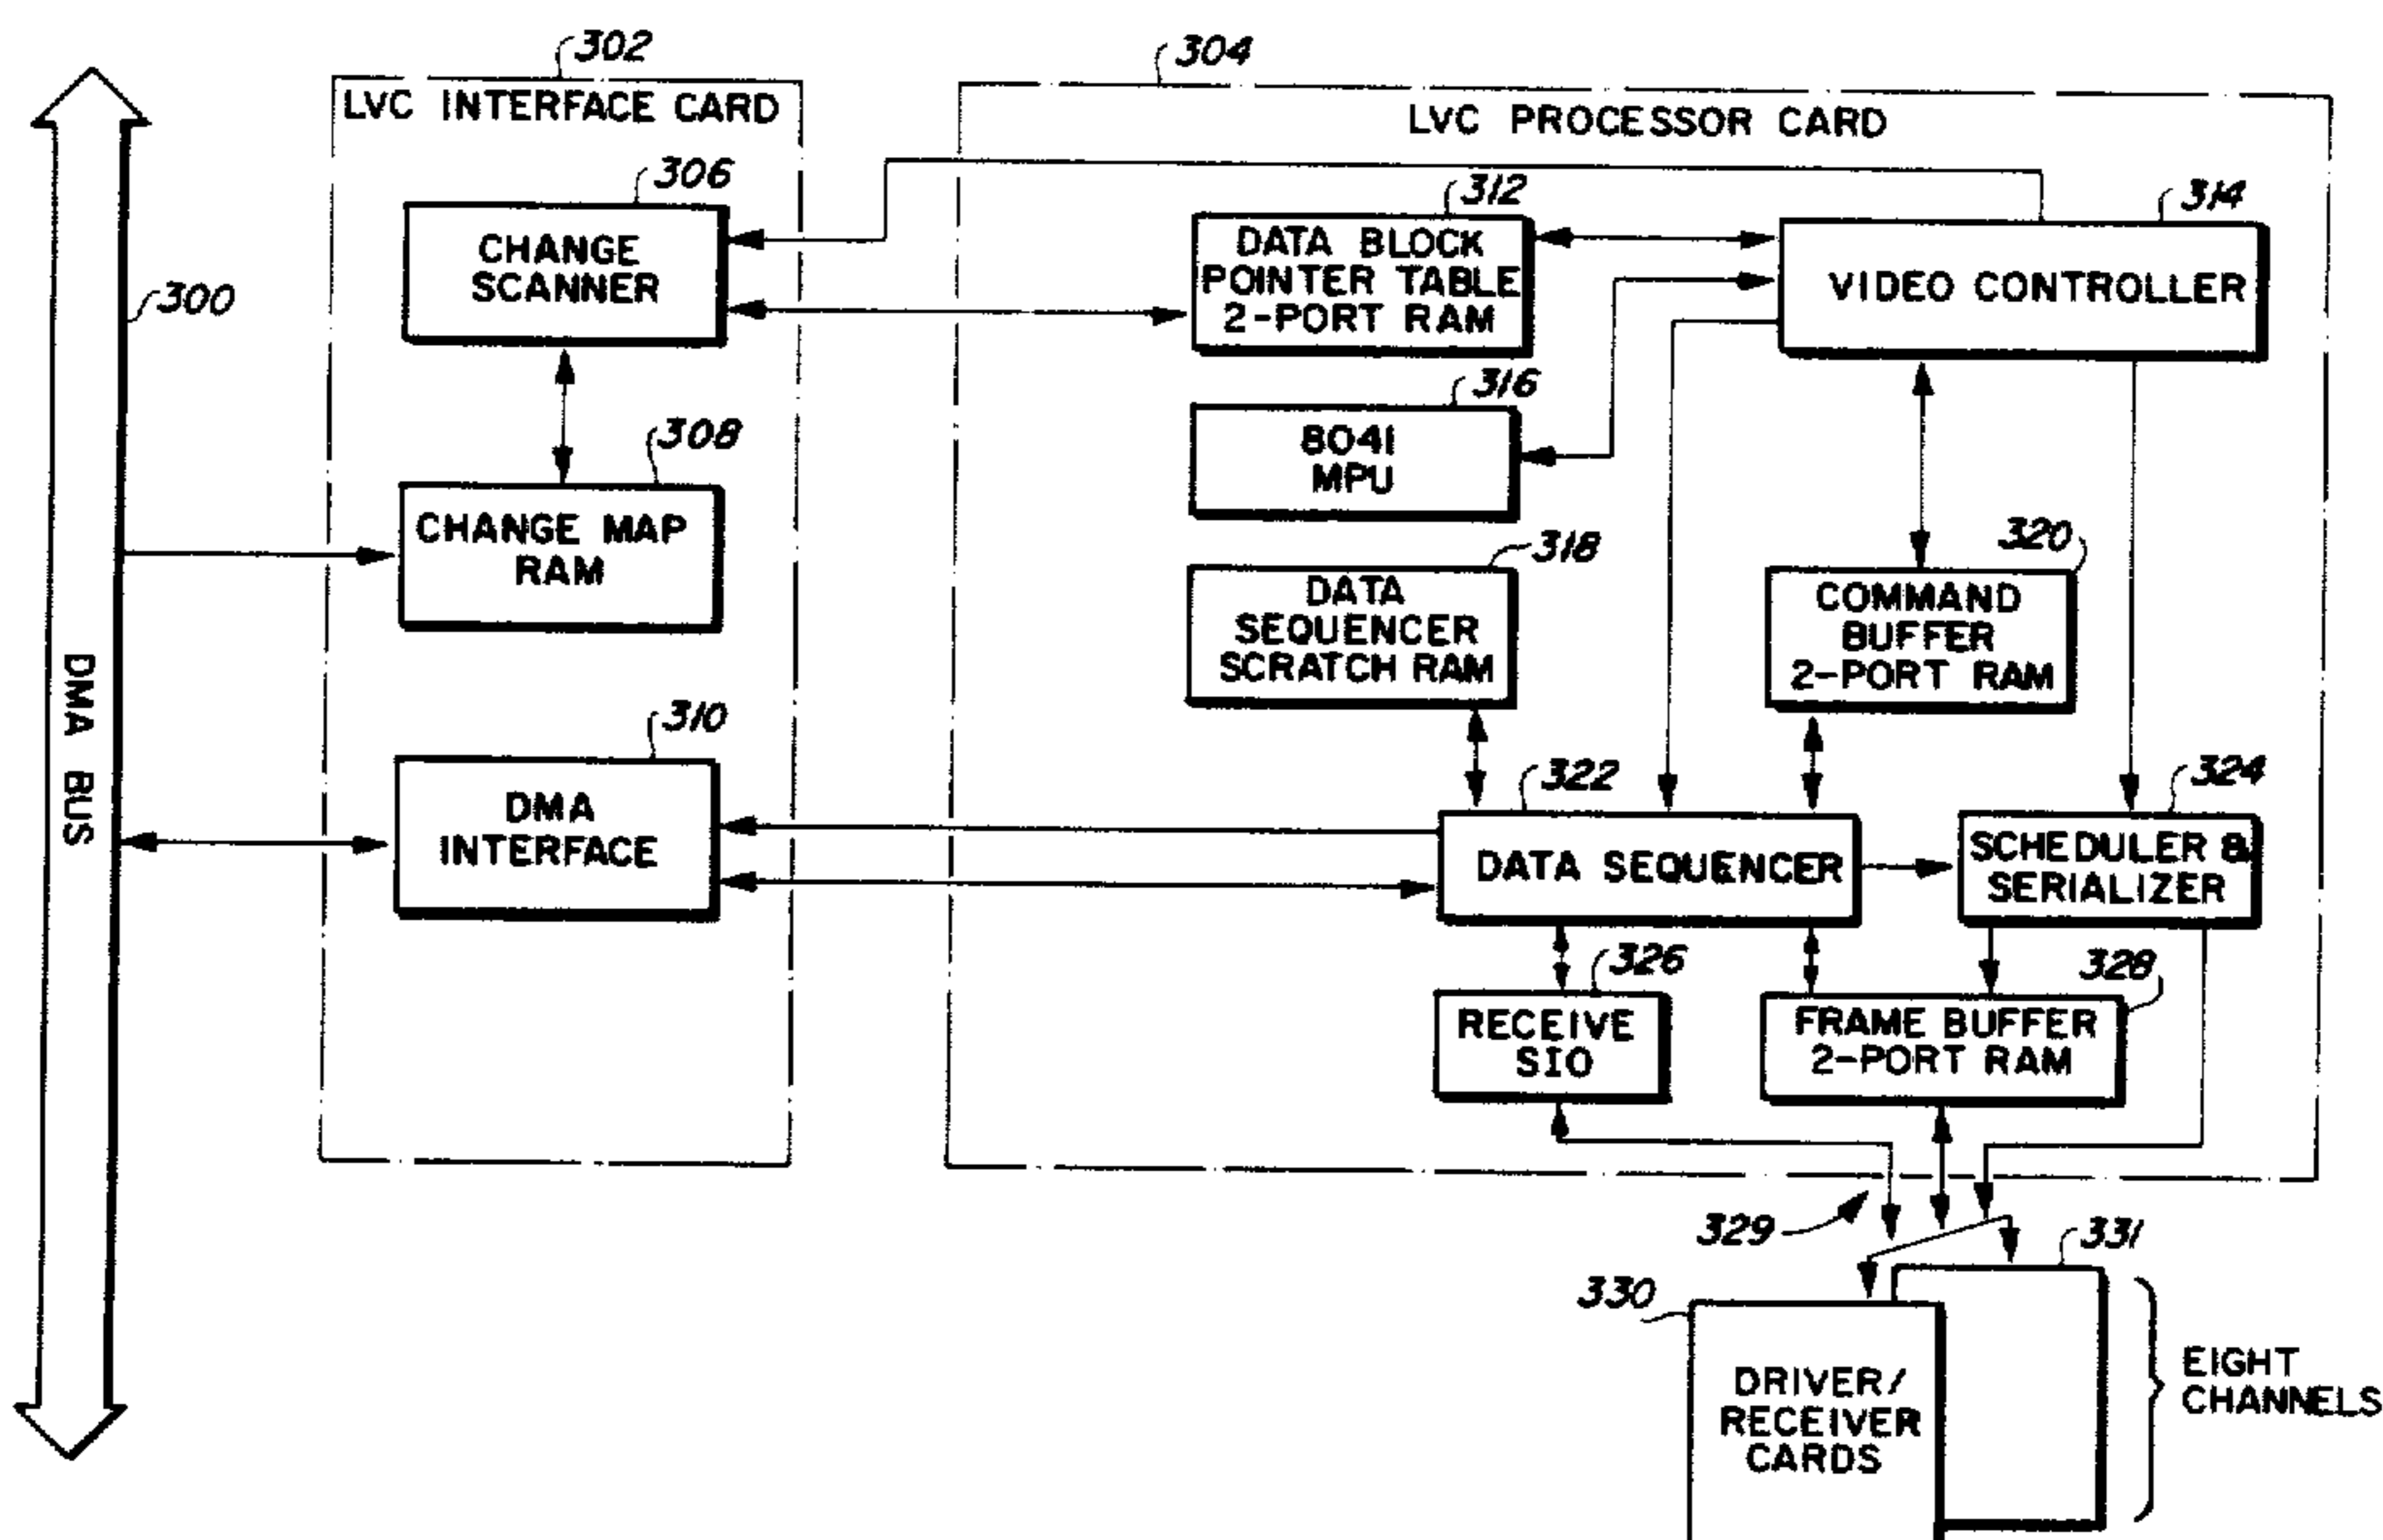 302
304
LVC INTERFACE CARD
LVC PROCESSOR CARD
306
312
314
CHANGE
SCANNER
DATA BLOCK
POINTER TABLE
2-PORT RAM
VIDEO CONTROLLER
300
316
308
8041
MPU
CHANGE MAP
RAM
318
320
DATA
SEQUENCER
SCRATCH RAM
COMMAND
BUFFER
2-PORT RAM
DMA BUS
310
322
324
DMA
INTERFACE
DATA SEQUENCER
SCHEDULER &
SERIALIZER
326
328
RECEIVE
SIO
FRAME BUFFER
2-PORT RAM
329
331
330
DRIVER/
RECEIVER
CARDS
EIGHT
CHANNELS